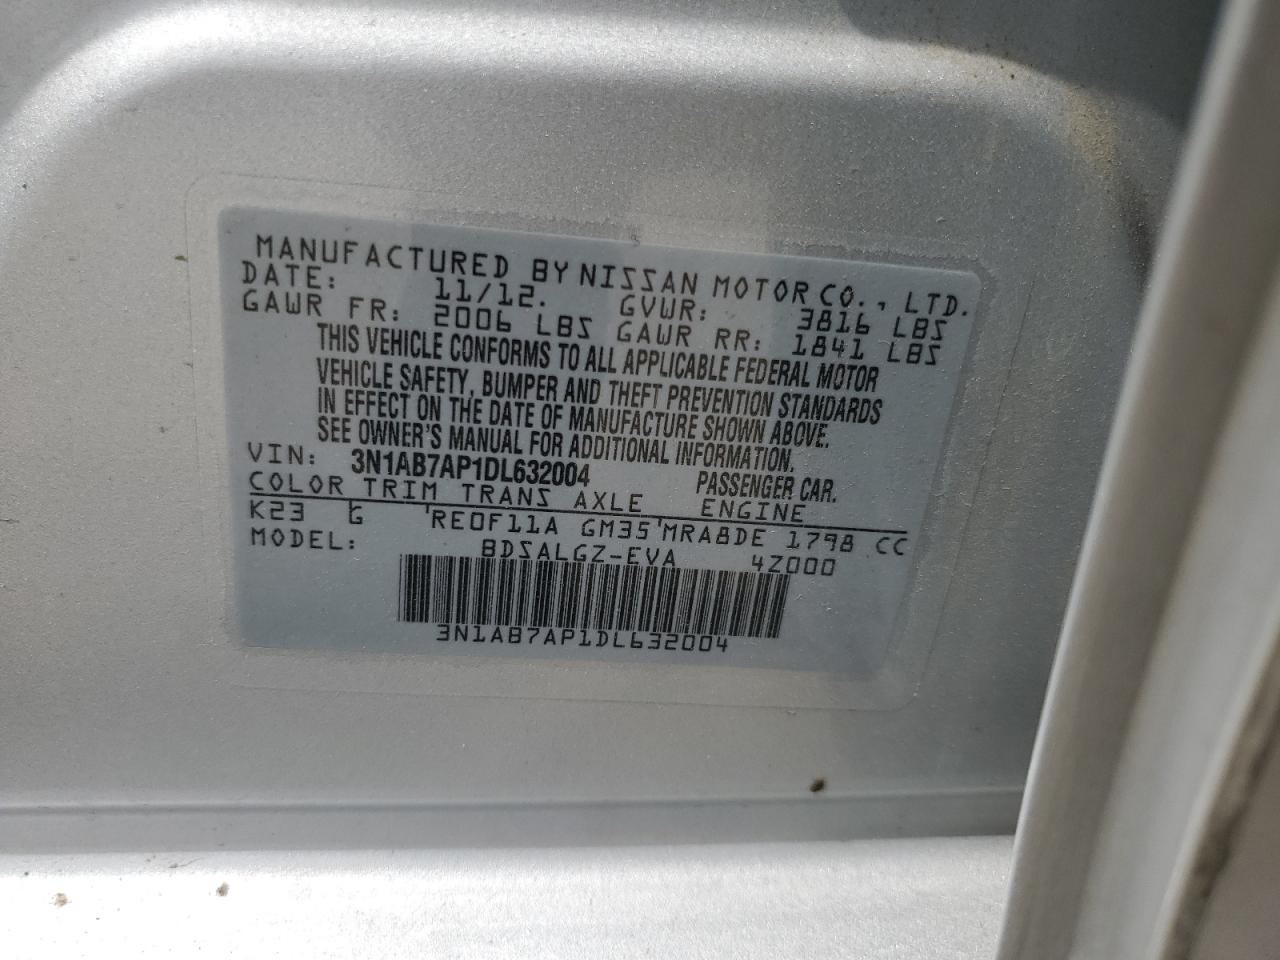 MANUFACTURED BY NISSAN MOTOR CO., LTD.
DATE: 11/12. GVWR: 3816 LBS
GAWR FR: 2006 LBS GAWR RR: 1841 LBS
THIS VEHICLE CONFORMS TO ALL APPLICABLE FEDERAL MOTOR
VEHICLE SAFETY, BUMPER AND THEFT PREVENTION STANDARDS
IN EFFECT ON THE DATE OF MANUFACTURE SHOWN ABOVE.
SEE OWNER'S MANUAL FOR ADDITIONAL INFORMATION.
VIN: 3N1AB7AP1DL632004 PASSENGER CAR.
COLOR TRIM TRANS AXLE ENGINE
K23 G RE0F11A GM35 MRA8DE 1798 CC
MODEL: BDSALGZ-EVA 4Z000
3N1AB7AP1DL632004